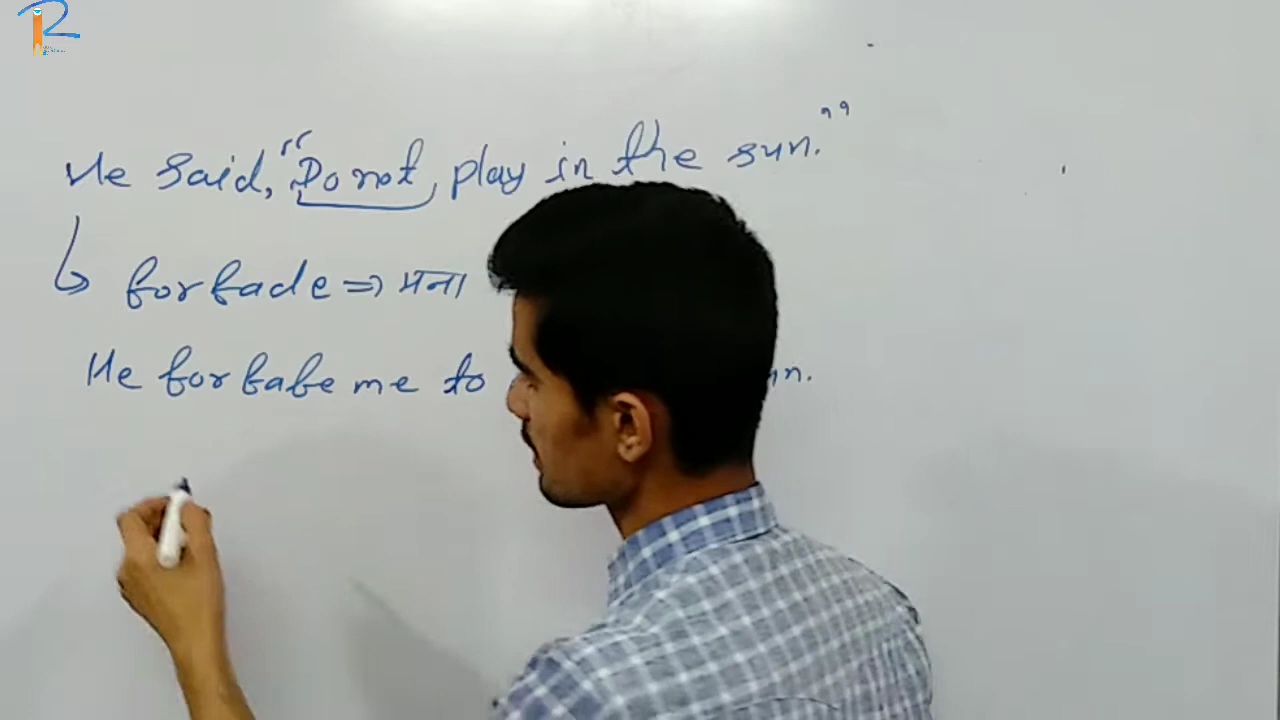 He said, "Do not, play in the sun."
forbade => मना
He forbabe me to